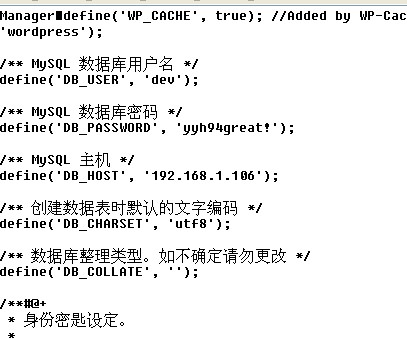 Manager■define('WP_CACHE', true); //Added by WP-Cac
'wordpress');
/** MySQL 数据库用户名 */
define('DB_USER', 'dev');
/** MySQL 数据库密码 */
define('DB_PASSWORD', 'yyh94great!');
/** MySQL 主机 */
define('DB_HOST', '192.168.1.106');
/** 创建数据表时默认的文字编码 */
define('DB_CHARSET', 'utf8');
/** 数据库整理类型。如不确定请勿更改 */
define('DB_COLLATE', '');
/**#@+
* 身份密匙设定。
*